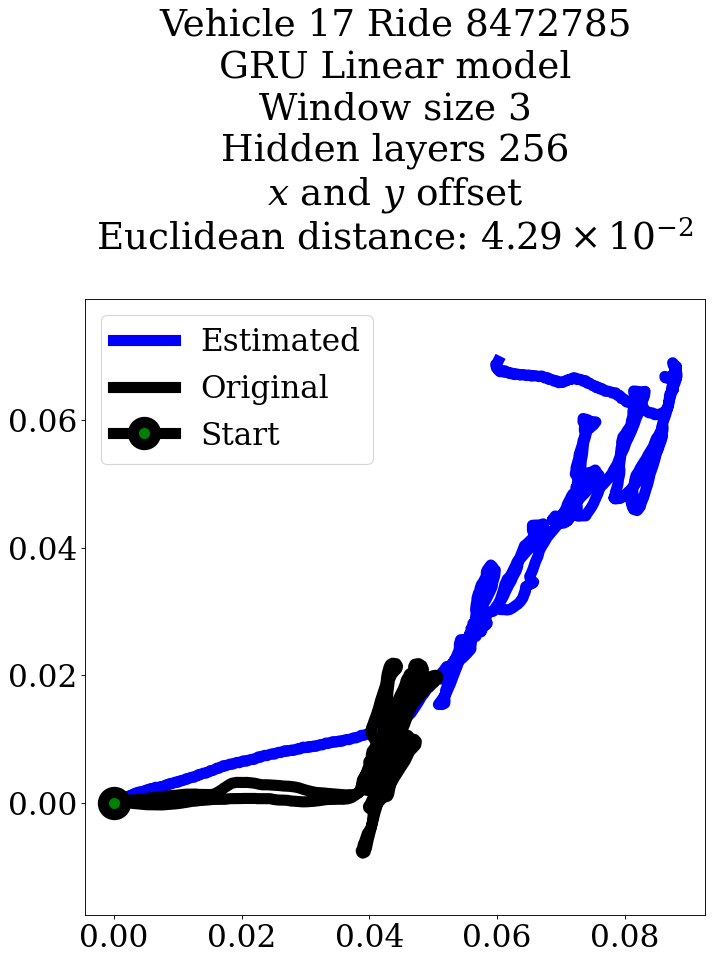 Vehicle 17 Ride 8472785
GRU Linear model
Window size 3
Hidden layers 256
x and y offset
Euclidean distance: 4.29 × 10⁻²
Estimated
Original
Start
0.06
0.04
0.02
0.00
0.00 0.02 0.04 0.06 0.08